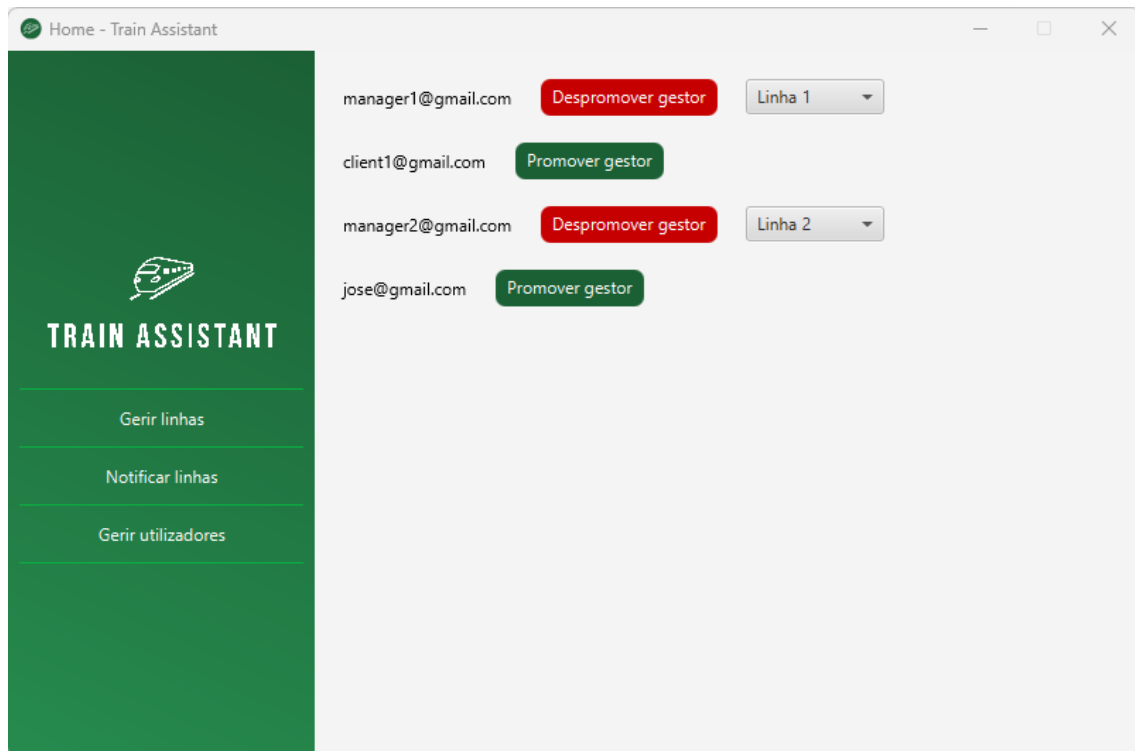 Home - Train Assistant
TRAIN ASSISTANT
Gerir linhas
Notificar linhas
Gerir utilizadores
manager1@gmail.com Despromover gestor Linha 1
client1@gmail.com Promover gestor
manager2@gmail.com Despromover gestor Linha 2
jose@gmail.com Promover gestor